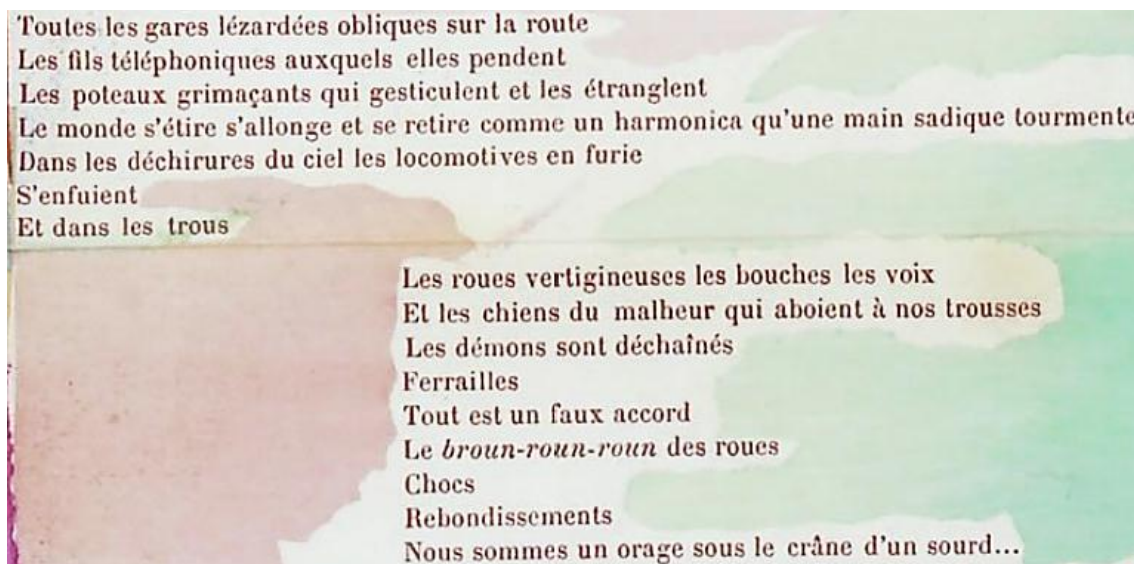 Toutes les gares lézardées obliques sur la route
Les fils téléphoniques auxquels elles pendent
Les poteaux grimaçants qui gesticulent et les étranglent
Le monde s'étire s'allonge et se retire comme un harmonica qu'une main sadique tourmente
Dans les déchirures du ciel les locomotives en furie
S'enfuient
Et dans les trous
Les roues vertigineuses les bouches les voix
Et les chiens du malheur qui aboient à nos trousses
Les démons sont déchaînés
Ferrailles
Tout est un faux accord
Le broun-roun-roun des roues
Chocs
Rebondissements
Nous sommes un orage sous le crâne d'un sourd...